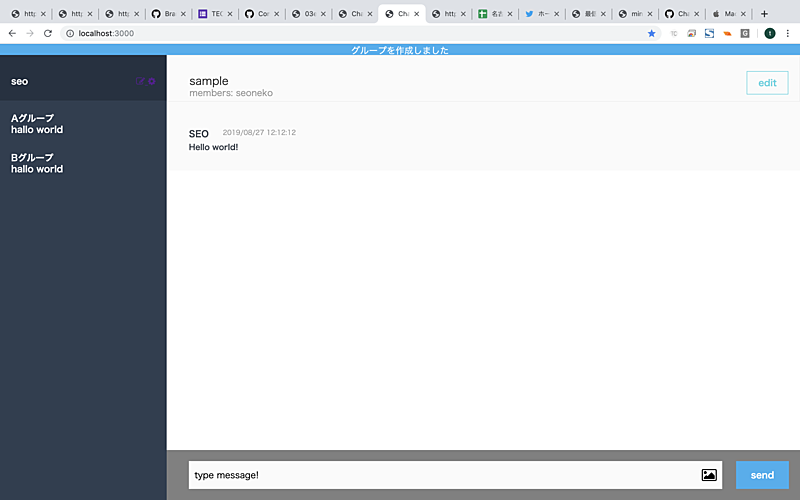 http
http
http
Bra
TEC
Con
03
Cha
Cha
http
名古
ホー
最低
min
Cha
Mac
localhost:3000
グループを作成しました
seo
sample
edit
members: seoneko
Aグループ
hallo world
SEO 2019/08/27 12:12:12
Hello world!
Bグループ
hallo world
type message!
send